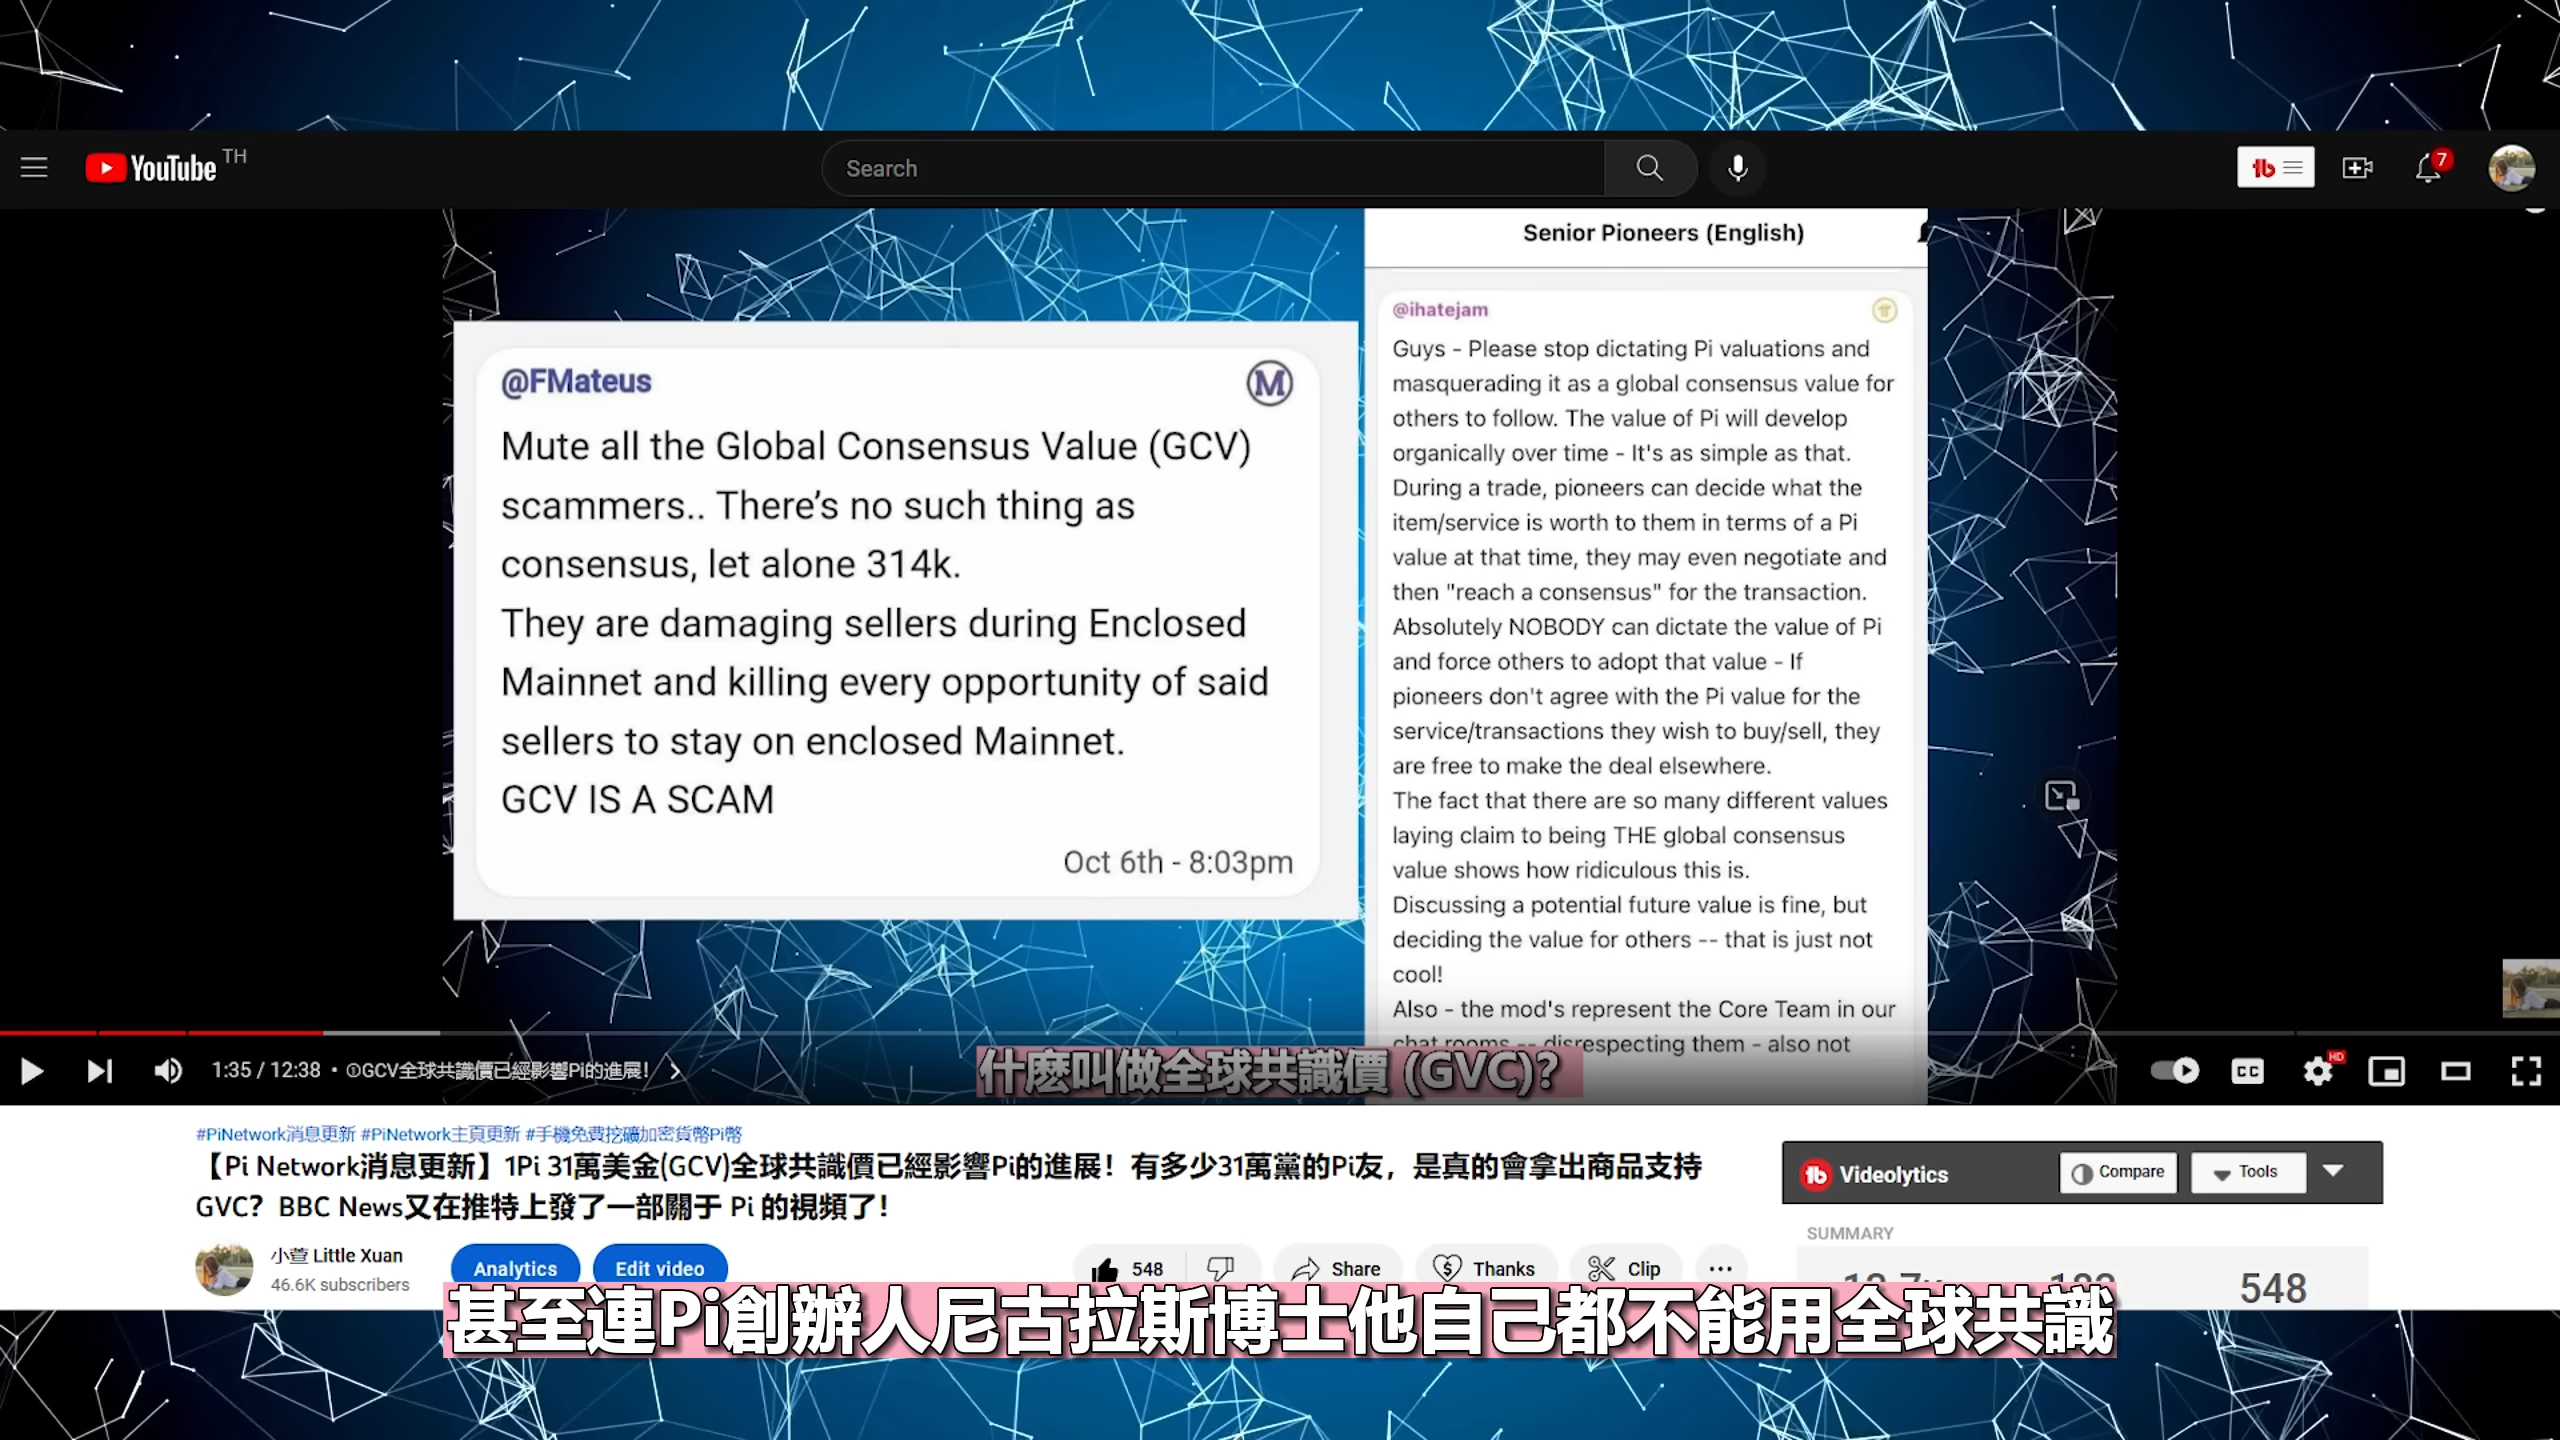 YouTube TH
Search
7
Senior Pioneers (English)
@FMateus
M
Mute all the Global Consensus Value (GCV)
scammers.. There's no such thing as
consensus, let alone 314k.
They are damaging sellers during Enclosed
Mainnet and killing every opportunity of said
sellers to stay on enclosed Mainnet.
GCV IS A SCAM
Oct 6th - 8:03pm
@ihatejam
Guys - Please stop dictating Pi valuations and
masquerading it as a global consensus value for
others to follow. The value of Pi will develop
organically over time - It's as simple as that.
During a trade, pioneers can decide what the
item/service is worth to them in terms of a Pi
value at that time, they may even negotiate and
then "reach a consensus" for the transaction.
Absolutely NOBODY can dictate the value of Pi
and force others to adopt that value - If
pioneers don't agree with the Pi value for the
service/transactions they wish to buy/sell, they
are free to make the deal elsewhere.
The fact that there are so many different values
laying claim to being THE global consensus
value shows how ridiculous this is.
Discussing a potential future value is fine, but
deciding the value for others -- that is just not
cool!
Also - the mod's represent the Core Team in our
chat rooms -- disrespecting them - also not
什麽叫做全球共識價 (GVC)?
1:35 / 12:38 • ①GCV全球共識價已經影響Pi的進展！
CC
HD
#PiNetwork消息更新 #PiNetwork主頁更新 #手機免費挖礦加密貨幣Pi幣
【Pi Network消息更新】1Pi 31萬美金(GCV)全球共識價已經影響Pi的進展！有多少31萬黨的Pi友，是真的會拿出商品支持
GVC？BBC News又在推特上發了一部關于 Pi 的視頻了！
小萱 Little Xuan
46.6K subscribers
Analytics
Edit video
548
Share
Thanks
Clip
Videolytics
Compare
Tools
SUMMARY
548
甚至連Pi創辦人尼古拉斯博士他自己都不能用全球共識